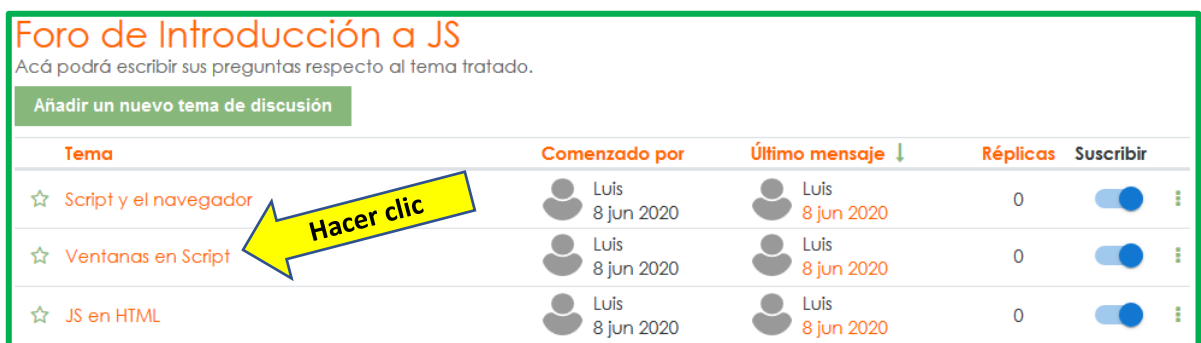 Foro de Introducción a JS
Acá podrá escribir sus preguntas respecto al tema tratado.
Añadir un nuevo tema de discusión
Tema Comenzado por Último mensaje ↓ Réplicas Suscribir
Script y el navegador Luis Luis 0
8 jun 2020 8 jun 2020
Hacer clic
Ventanas en Script Luis Luis 0
8 jun 2020 8 jun 2020
JS en HTML Luis Luis 0
8 jun 2020 8 jun 2020